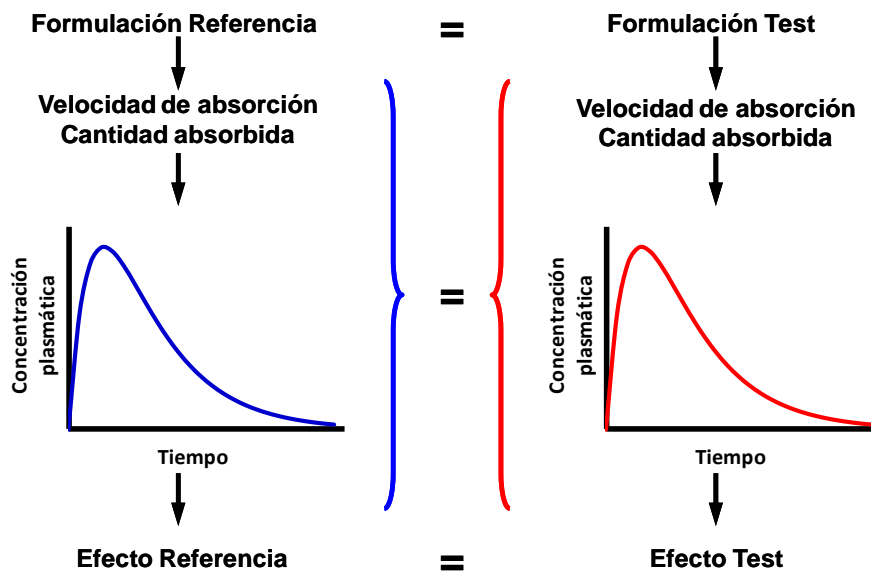 Formulación Referencia
=
Formulación Test
Velocidad de absorción
Cantidad absorbida
Velocidad de absorción
Cantidad absorbida
Concentración
plasmática
Tiempo
=
Concentración
plasmática
Tiempo
Efecto Referencia
=
Efecto Test